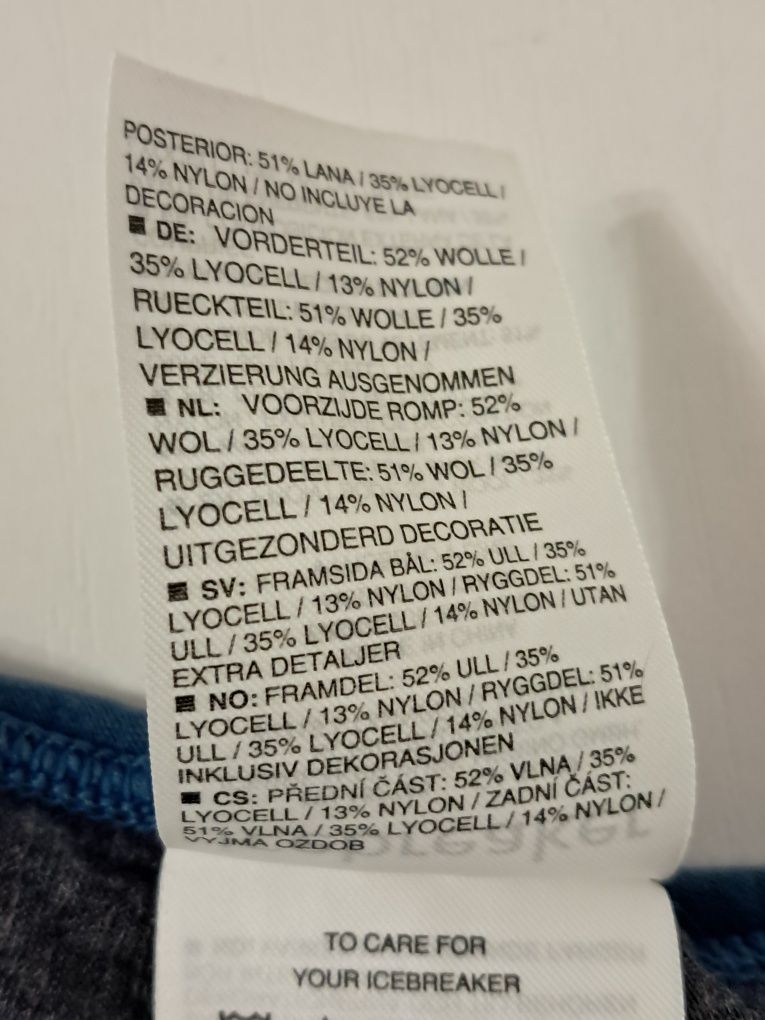 POSTERIOR: 51% LANA / 35% LYOCELL /
14% NYLON / NO INCLUYE LA
DECORACION
DE: VORDERTEIL: 52% WOLLE /
35% LYOCELL / 13% NYLON /
RUECKTEIL: 51% WOLLE / 35%
LYOCELL / 14% NYLON /
VERZIERUNG AUSGENOMMEN
NL: VOORZIJDE ROMP: 52%
WOL / 35% LYOCELL / 13% NYLON /
RUGGEDEELTE: 51% WOL / 35%
LYOCELL / 14% NYLON /
UITGEZONDERD DECORATIE
SV: FRAMSIDA BÅL: 52% ULL / 35%
LYOCELL / 13% NYLON / RYGGDEL: 51%
ULL / 35% LYOCELL / 14% NYLON / UTAN
EXTRA DETALJER
NO: FRAMDEL: 52% ULL / 35%
LYOCELL / 13% NYLON / RYGGDEL: 51%
ULL / 35% LYOCELL / 14% NYLON / IKKE
INKLUSIV DEKORASJONEN
CS: PŘEDNÍ ČÁST: 52% VLNA / 35%
LYOCELL / 13% NYLON / ZADNÍ ČÁST:
51% VLNA / 35% LYOCELL / 14% NYLON /
VYJMA OZDOB
TO CARE FOR
YOUR ICEBREAKER